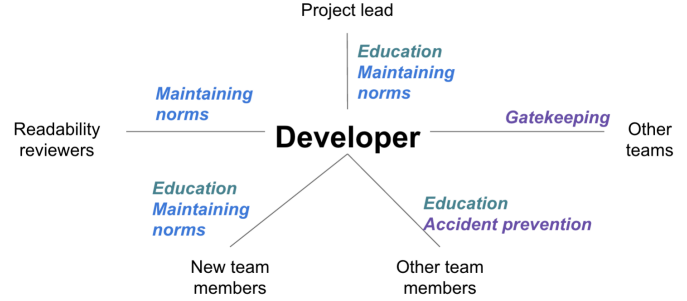 Project lead
Education
Maintaining
norms
Maintaining
norms
Readability
reviewers
Developer
Gatekeeping
Other
teams
Education
Maintaining
norms
Education
Accident prevention
New team
members
Other team
members